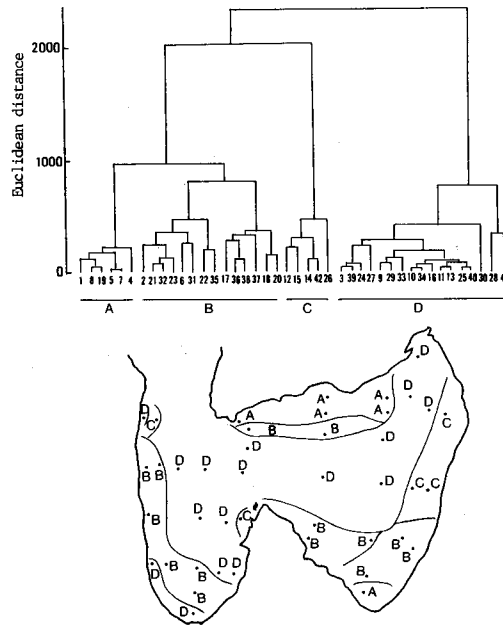 2000
Euclidean distance
1000
0
1 8 19 5 7 4 2 21 32 23 6 31 22 35 17 36 38 37 18 20 12 15 14 42 26 3 39 24 27 9 29 33 10 34 16 11 13 25 40 30 28
A B C D
D
A A D
D C A A D C
B B
D D
B B D D D
D D C C
B D D C
B B B
B
D B B D D B
B A
D B